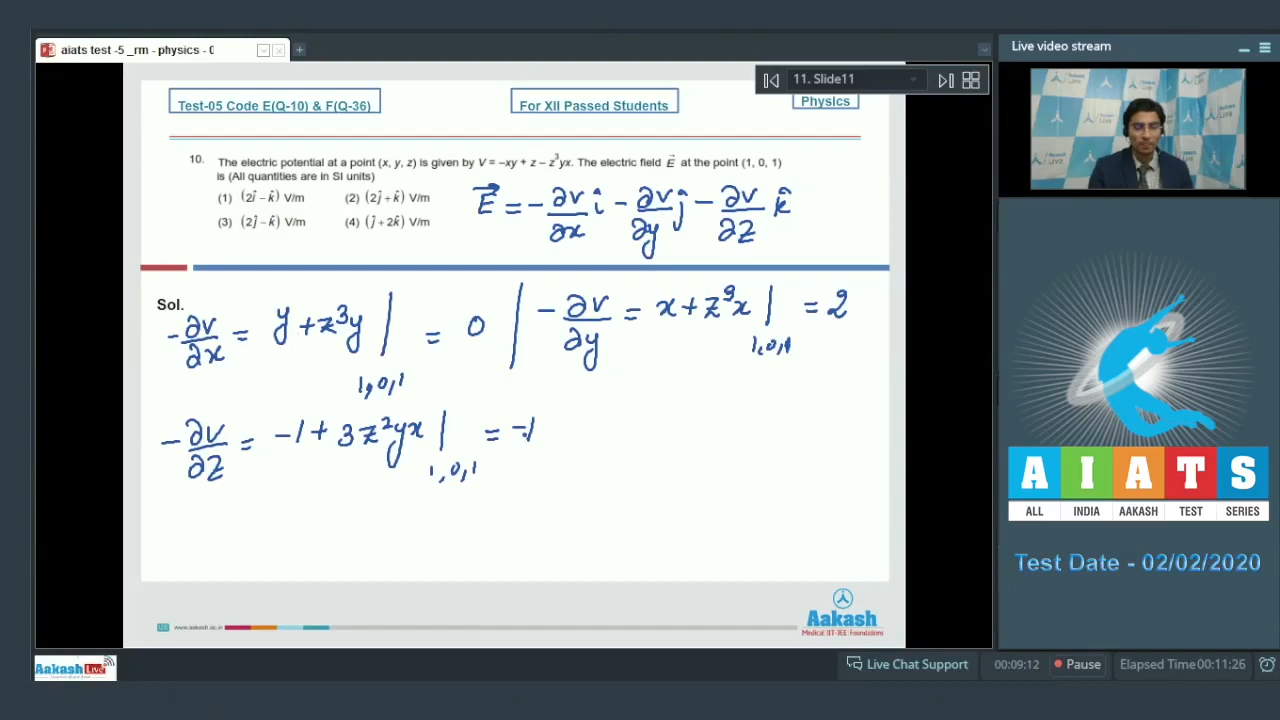 aiats test -5 _rm - physics - 0
Live video stream
11. Slide11
Test-05 Code E(Q-10) & F(Q-36)
For XII Passed Students
Physics
10. The electric potential at a point (x, y, z) is given by V = –xy + z – z³yx. The electric field E⃗ at the point (1, 0, 1)
is (All quantities are in SI units)
(1) (2î – k̂) V/m (2) (2ĵ + k̂) V/m
(3) (2ĵ – k̂) V/m (4) (ĵ + 2k̂) V/m
E⃗ = – ∂V/∂x î – ∂V/∂y ĵ – ∂V/∂z k̂
Sol.
-∂V/∂x = y + z³y | 1,0,1 = 0 | -∂V/∂y = x + z³x | 1,0,1 = 2
-∂V/∂z = -1 + 3z²yx | 1,0,1 = -1
A I A T S
ALL INDIA AAKASH TEST SERIES
Test Date - 02/02/2020
www.aakash.ac.in
Aakash
Medical | IIT-JEE | Foundations
Aakash Live
Live Chat Support
00:09:12
Pause
Elapsed Time 00:11:26